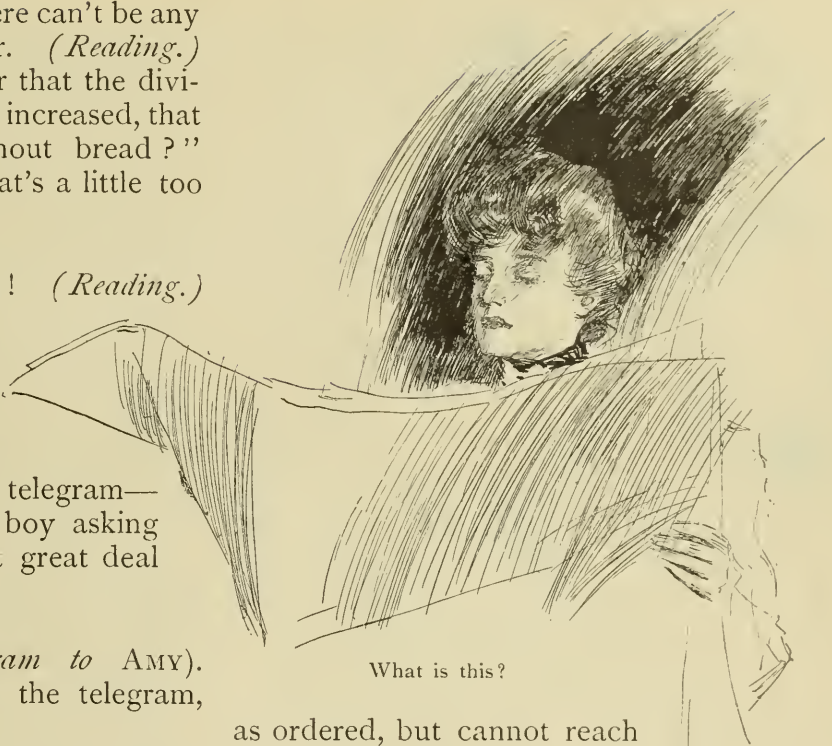 ere can't be any
r. (Reading.)
r that the divi-
increased, that
hout bread?"
at's a little too
! (Reading.)
telegram—
boy asking
great deal
am to AMY).
the telegram,
What is this?
as ordered, but cannot reach